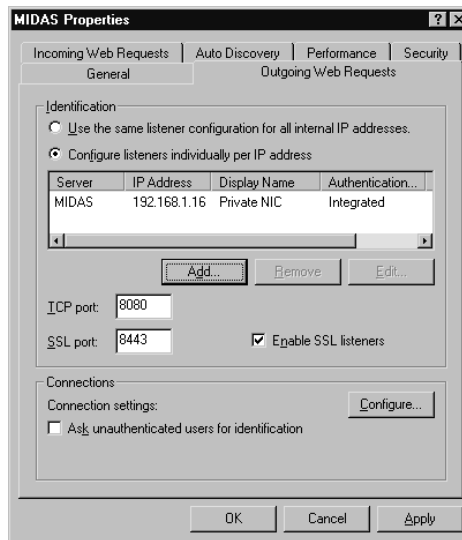 MIDAS Properties
Incoming Web Requests Auto Discovery Performance Security
General Outgoing Web Requests
Identification
Use the same listener configuration for all internal IP addresses.
Configure listeners individually per IP address
Server IP Address Display Name Authentication...
MIDAS 192.168.1.16 Private NIC Integrated
Add... Remove Edit...
TCP port: 8080
SSL port: 8443 Enable SSL listeners
Connections
Connection settings: Configure...
Ask unauthenticated users for identification
OK Cancel Apply